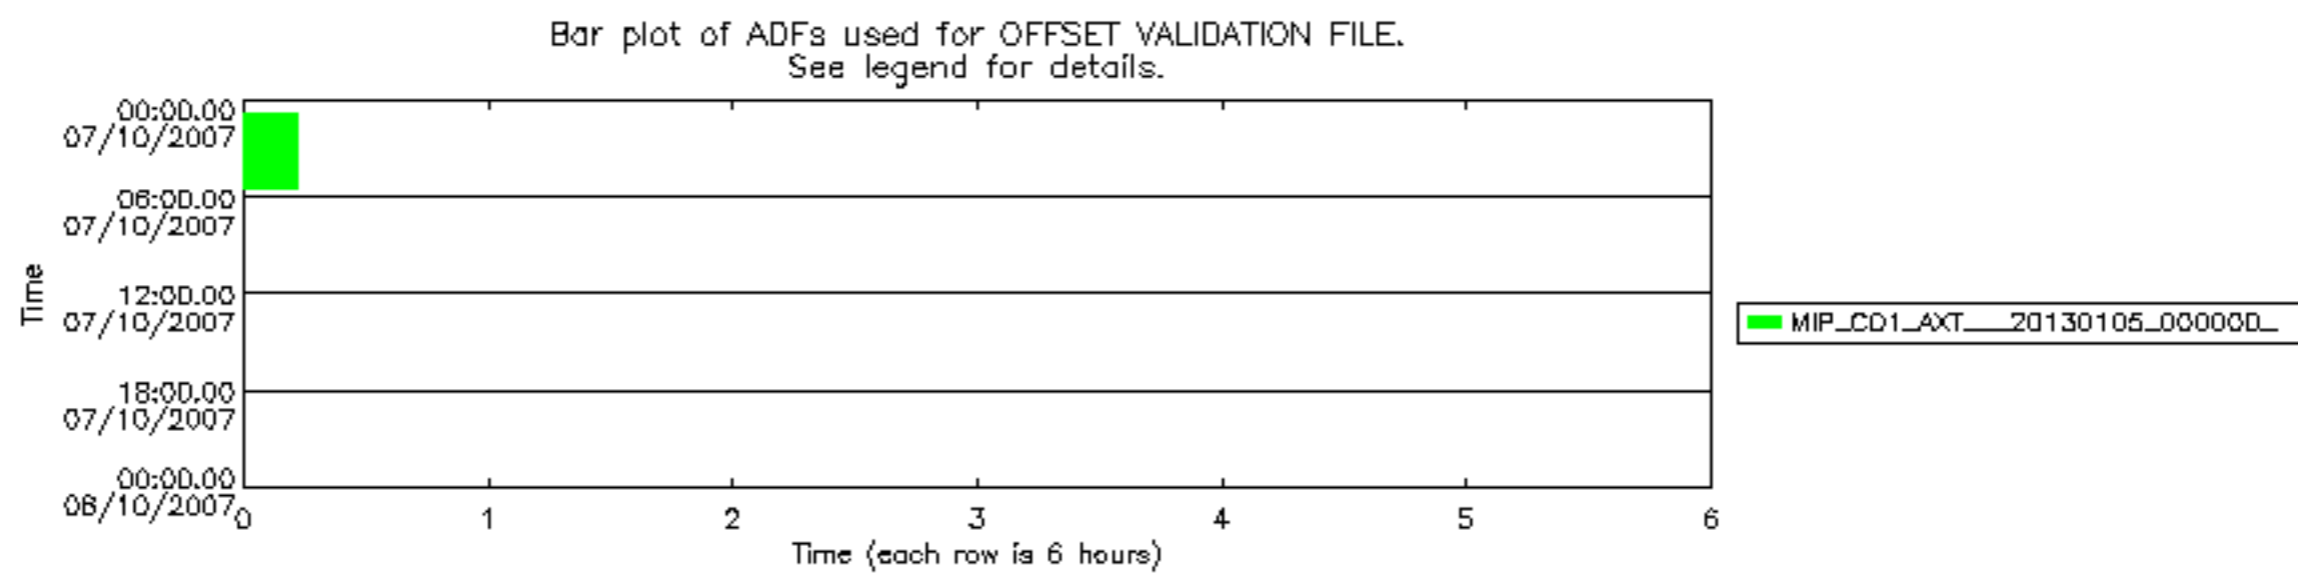 Bar plot of ADFs used for OFFSET VALIDATION FILE.
See legend for details.
00:00.00
07/10/2007
06:00.00
07/10/2007
12:00.00
07/10/2007
18:00.00
07/10/2007
00:00.00
08/10/2007
Time
0 1 2 3 4 5 6
Time (each row is 6 hours)
MIP_CO1_AXT___20130105_000000_